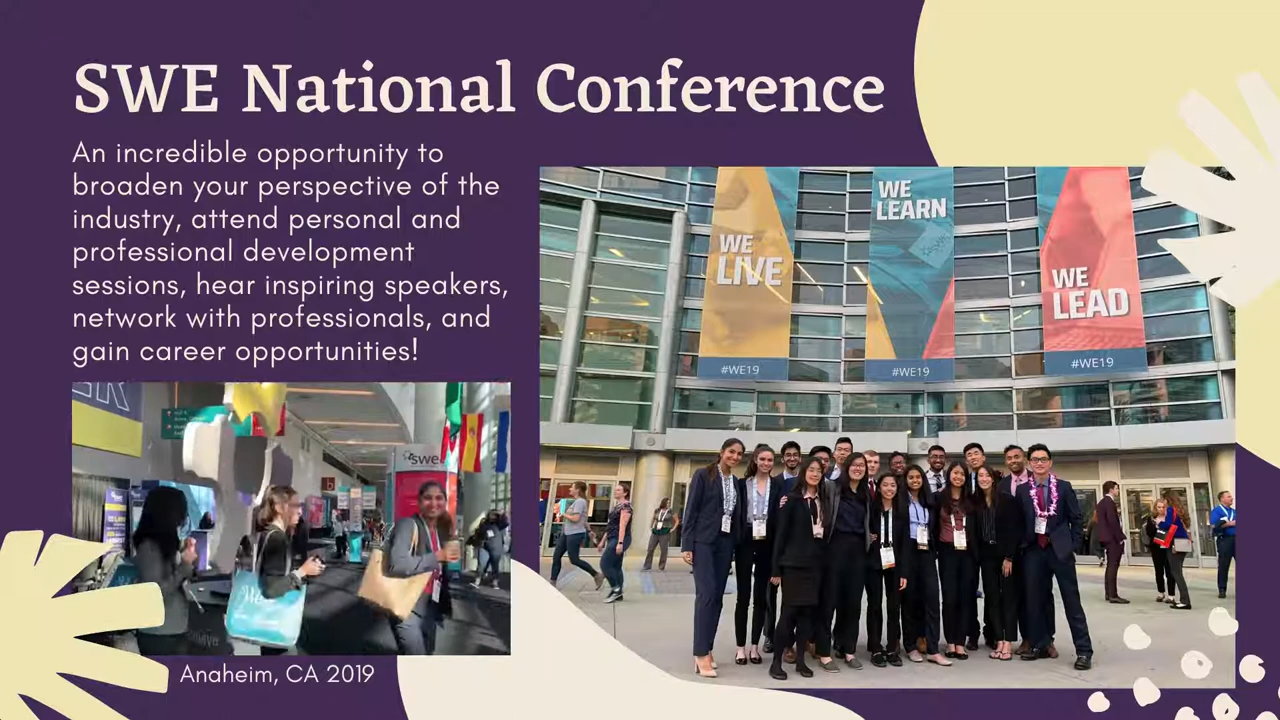 SWE National Conference
An incredible opportunity to
broaden your perspective of the
industry, attend personal and
professional development
sessions, hear inspiring speakers,
network with professionals, and
gain career opportunities!
WE
LIVE
#WE19
WE
LEARN
#WE19
WE
LEAD
#WE19
swe
Anaheim, CA 2019